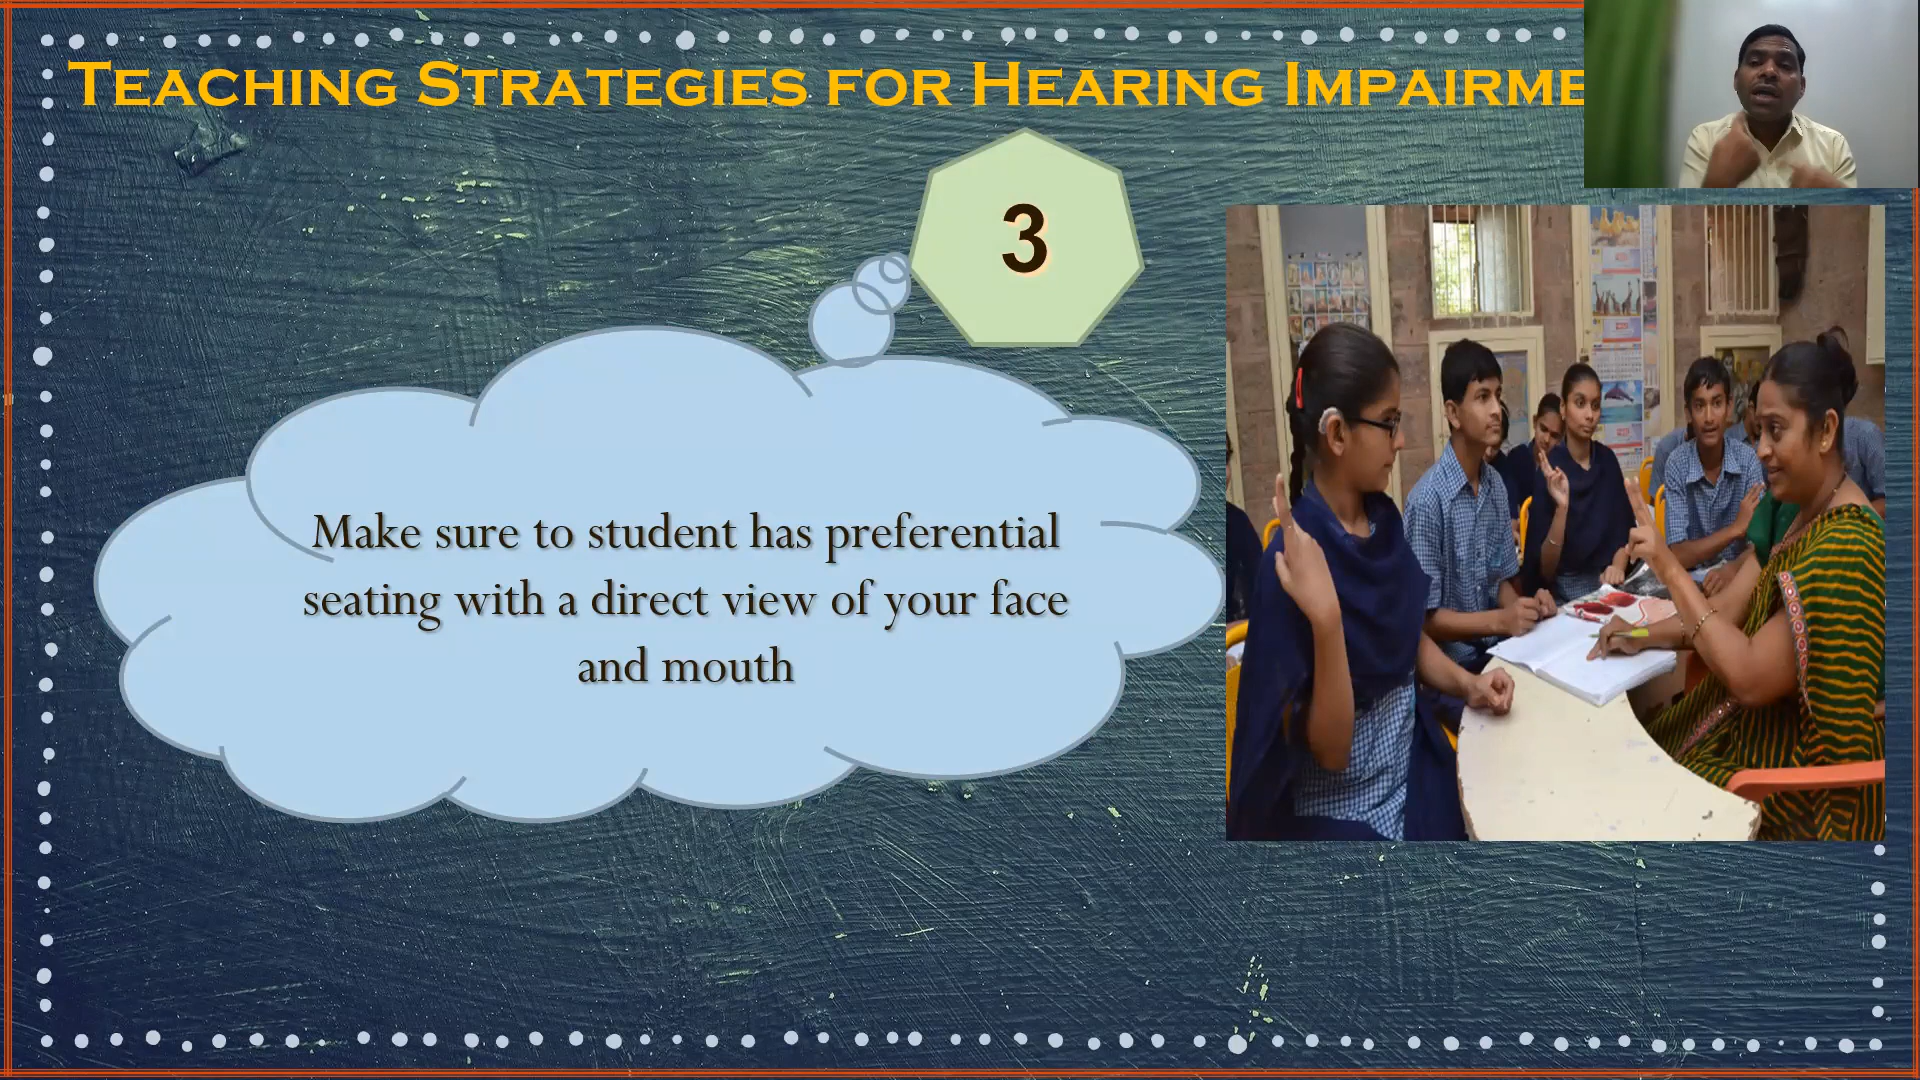 TEACHING STRATEGIES FOR HEARING IMPAIRME
3
Make sure to student has preferential
seating with a direct view of your face
and mouth